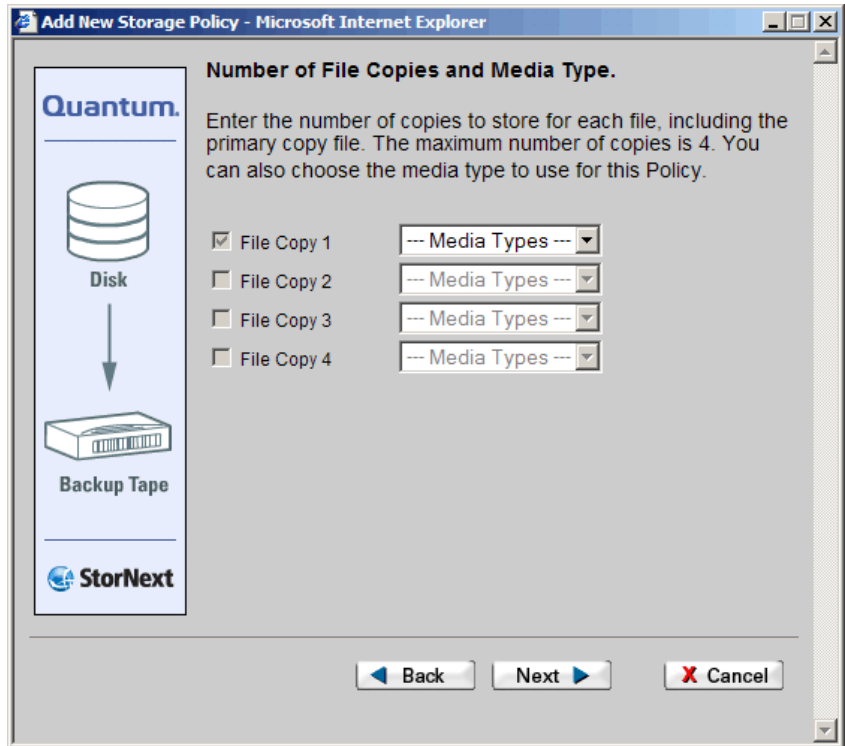 Add New Storage Policy - Microsoft Internet Explorer
Quantum.
Disk
Backup Tape
StorNext
Number of File Copies and Media Type.
Enter the number of copies to store for each file, including the
primary copy file. The maximum number of copies is 4. You
can also choose the media type to use for this Policy.
File Copy 1 --- Media Types ---
File Copy 2 --- Media Types ---
File Copy 3 --- Media Types ---
File Copy 4 --- Media Types ---
Back Next X Cancel